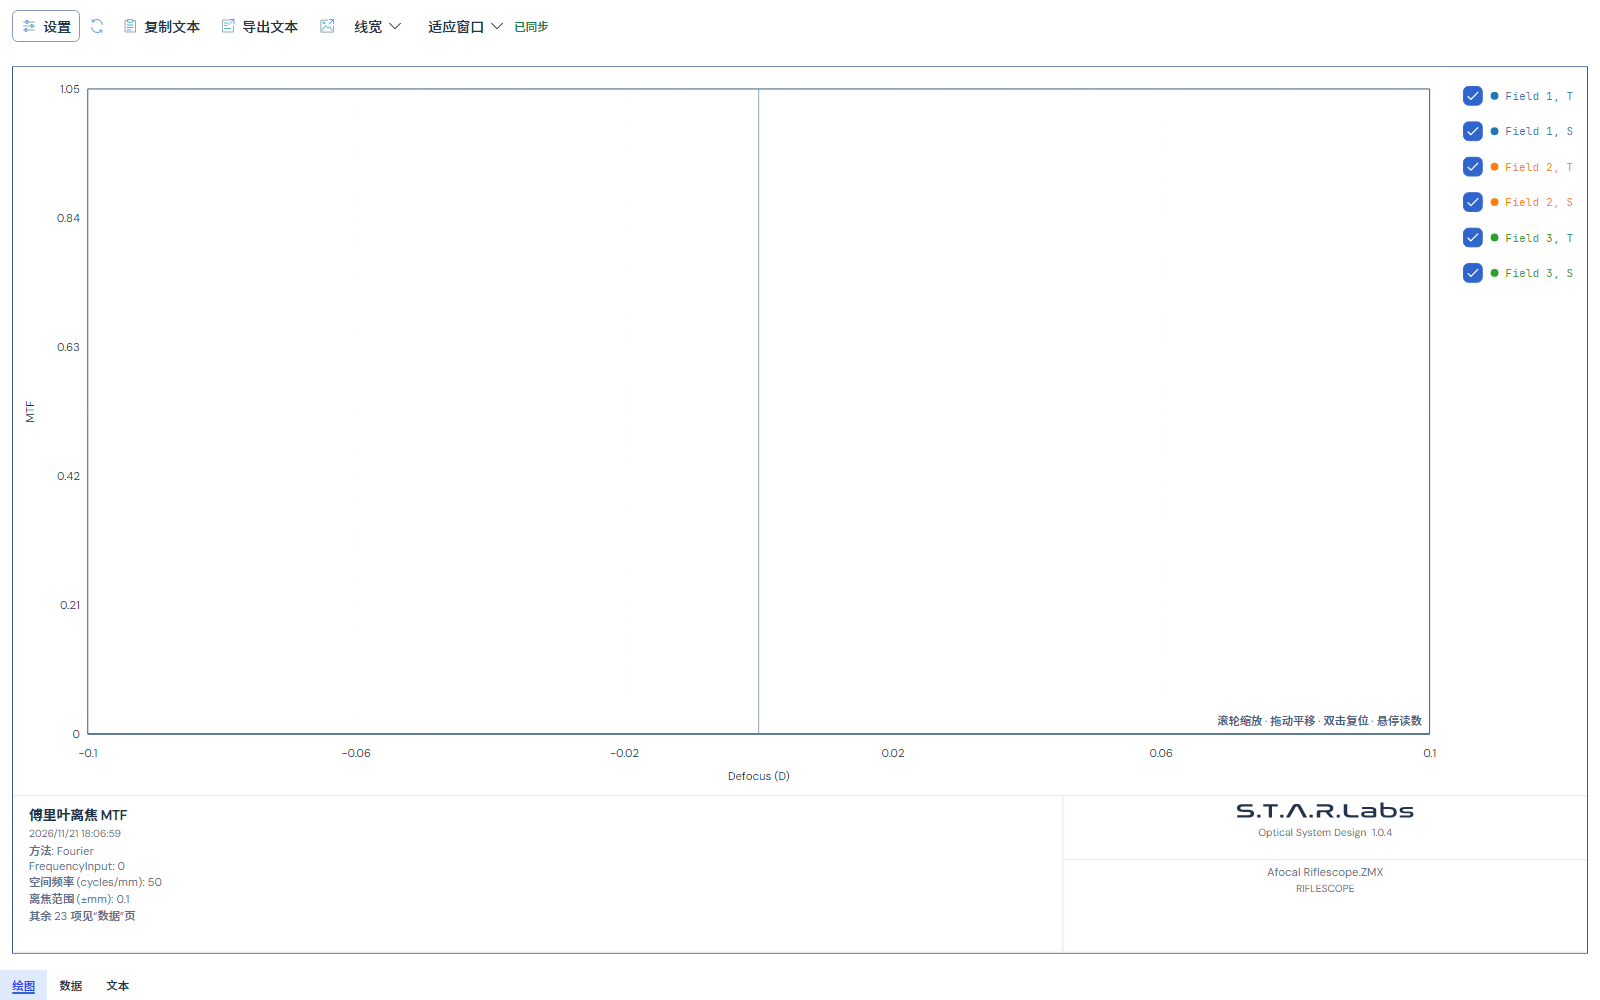 设置 复制文本 导出文本 线宽 适应窗口 已同步
1.05
0.84
0.63
0.42
0.21
0
MTF
-0.1 -0.06 -0.02 0.02 0.06 0.1
Defocus (D)
滚轮缩放 · 拖动平移 · 双击复位 · 悬停读数
Field 1, T
Field 1, S
Field 2, T
Field 2, S
Field 3, T
Field 3, S
傅里叶离焦 MTF
2026/11/21 18:06:59
方法: Fourier
FrequencyInput: 0
空间频率 (cycles/mm): 50
离焦范围 (±mm): 0.1
其余 23 项见“数据”页
S.T.A.R.Labs
Optical System Design 1.0.4
Afocal Riflescope.ZMX
RIFLESCOPE
绘图 数据 文本